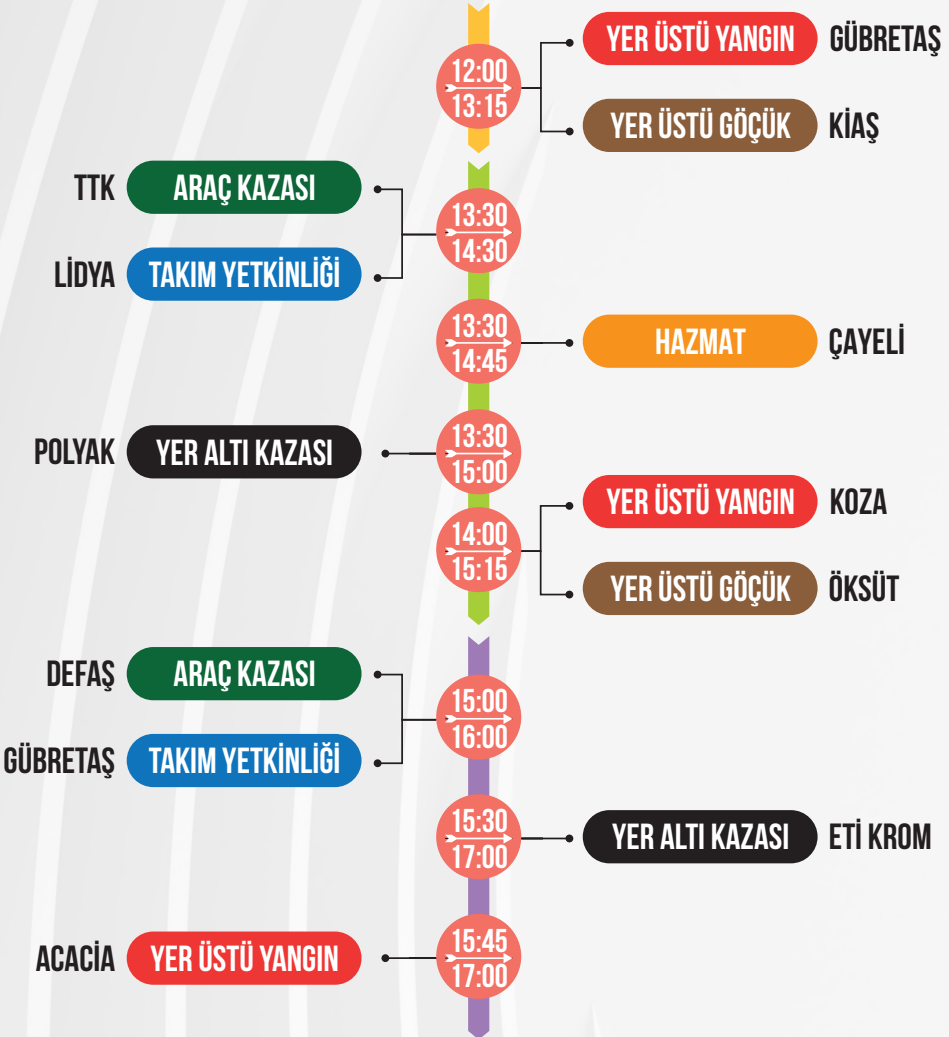 12:00
13:15
YER ÜSTÜ YANGIN GÜBRETAŞ
YER ÜSTÜ GÖÇÜK KİAŞ
TTK ARAÇ KAZASI
LİDYA TAKIM YETKİNLİĞİ
13:30
14:30
13:30
14:45
HAZMAT ÇAYELİ
POLYAK YER ALTI KAZASI
13:30
15:00
14:00
15:15
YER ÜSTÜ YANGIN KOZA
YER ÜSTÜ GÖÇÜK ÖKSÜT
DEFAŞ ARAÇ KAZASI
GÜBRETAŞ TAKIM YETKİNLİĞİ
15:00
16:00
15:30
17:00
YER ALTI KAZASI ETİ KROM
ACACİA YER ÜSTÜ YANGIN
15:45
17:00